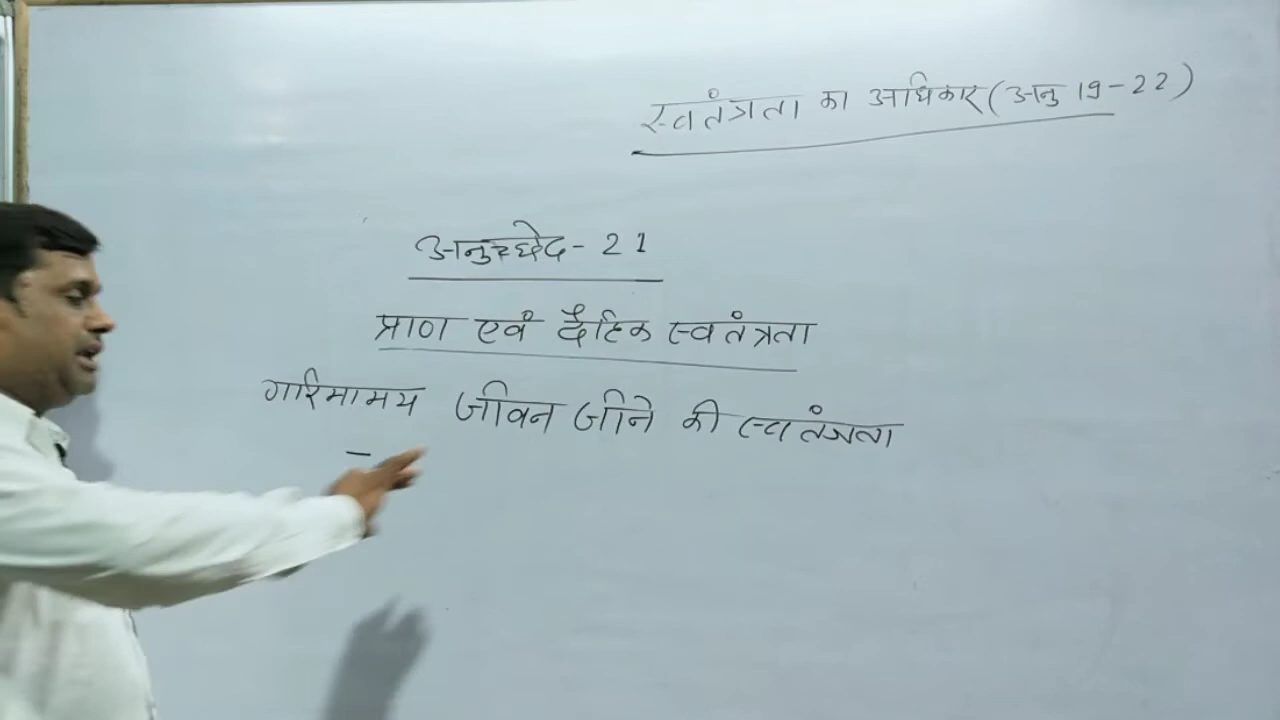 स्वतंत्रता का अधिकार (अनु 19-22)
अनुच्छेद - 21
प्राण एवं दैहिक स्वतंत्रता
गरिमामय जीवन जीने की स्वतंत्रता